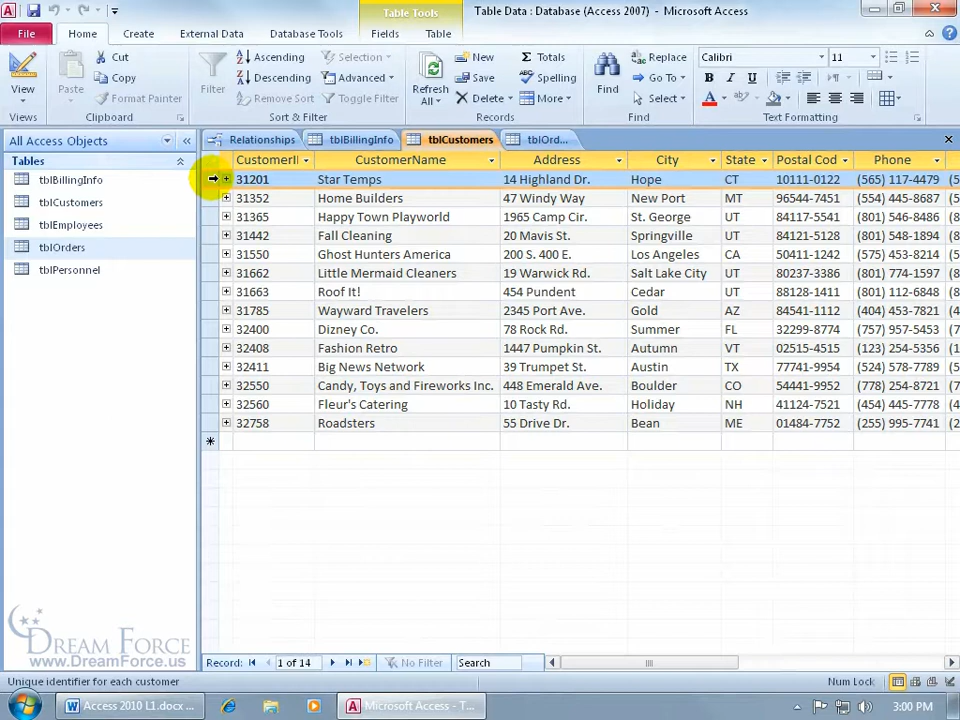 Table Tools
Table Data : Database (Access 2007) - Microsoft Access
File Home Create External Data Database Tools Fields Table
View
Views
Paste
Cut
Copy
Format Painter
Clipboard
Filter
Ascending
Descending
Remove Sort
Selection
Advanced
Toggle Filter
Sort & Filter
Refresh All
New
Save
Delete
Totals
Spelling
More
Records
Find
Replace
Go To
Select
Find
Calibri 11
B I U
Text Formatting
All Access Objects
Tables
tblBillingInfo
tblCustomers
tblEmployees
tblOrders
tblPersonnel
Relationships tblBillingInfo tblCustomers tblOrd...
CustomerI CustomerName Address City State Postal Cod Phone
31201 Star Temps 14 Highland Dr. Hope CT 10111-0122 (565) 117-4479 (5
31352 Home Builders 47 Windy Way New Port MT 96544-7451 (554) 445-8687 (5
31365 Happy Town Playworld 1965 Camp Cir. St. George UT 84117-5541 (801) 546-8486 (8
31442 Fall Cleaning 20 Mavis St. Springville UT 84121-5128 (801) 548-1894 (8
31550 Ghost Hunters America 200 S. 400 E. Los Angeles CA 50411-1242 (575) 453-8214 (5
31662 Little Mermaid Cleaners 19 Warwick Rd. Salt Lake City UT 80237-3386 (801) 774-1597 (8
31663 Roof It! 454 Pundent Cedar UT 88128-1411 (801) 112-6848 (8
31785 Wayward Travelers 2345 Port Ave. Gold AZ 84541-1112 (404) 453-7821 (4
32400 Dizney Co. 78 Rock Rd. Summer FL 32299-8774 (757) 957-5453 (7
32408 Fashion Retro 1447 Pumpkin St. Autumn VT 02515-4515 (123) 254-5356 (1
32411 Big News Network 39 Trumpet St. Austin TX 77741-9954 (524) 578-7789 (5
32550 Candy, Toys and Fireworks Inc. 448 Emerald Ave. Boulder CO 54441-9952 (778) 254-8721 (7
32560 Fleur's Catering 10 Tasty Rd. Holiday NH 41124-7521 (454) 445-7778 (4
32758 Roadsters 55 Drive Dr. Bean ME 01484-7752 (255) 995-7741 (2
DREAM FORCE
www.DreamForce.us
Record: 1 of 14 No Filter Search
Unique identifier for each customer
Num Lock
Access 2010 L1.docx ...
Microsoft Access - T...
3:00 PM